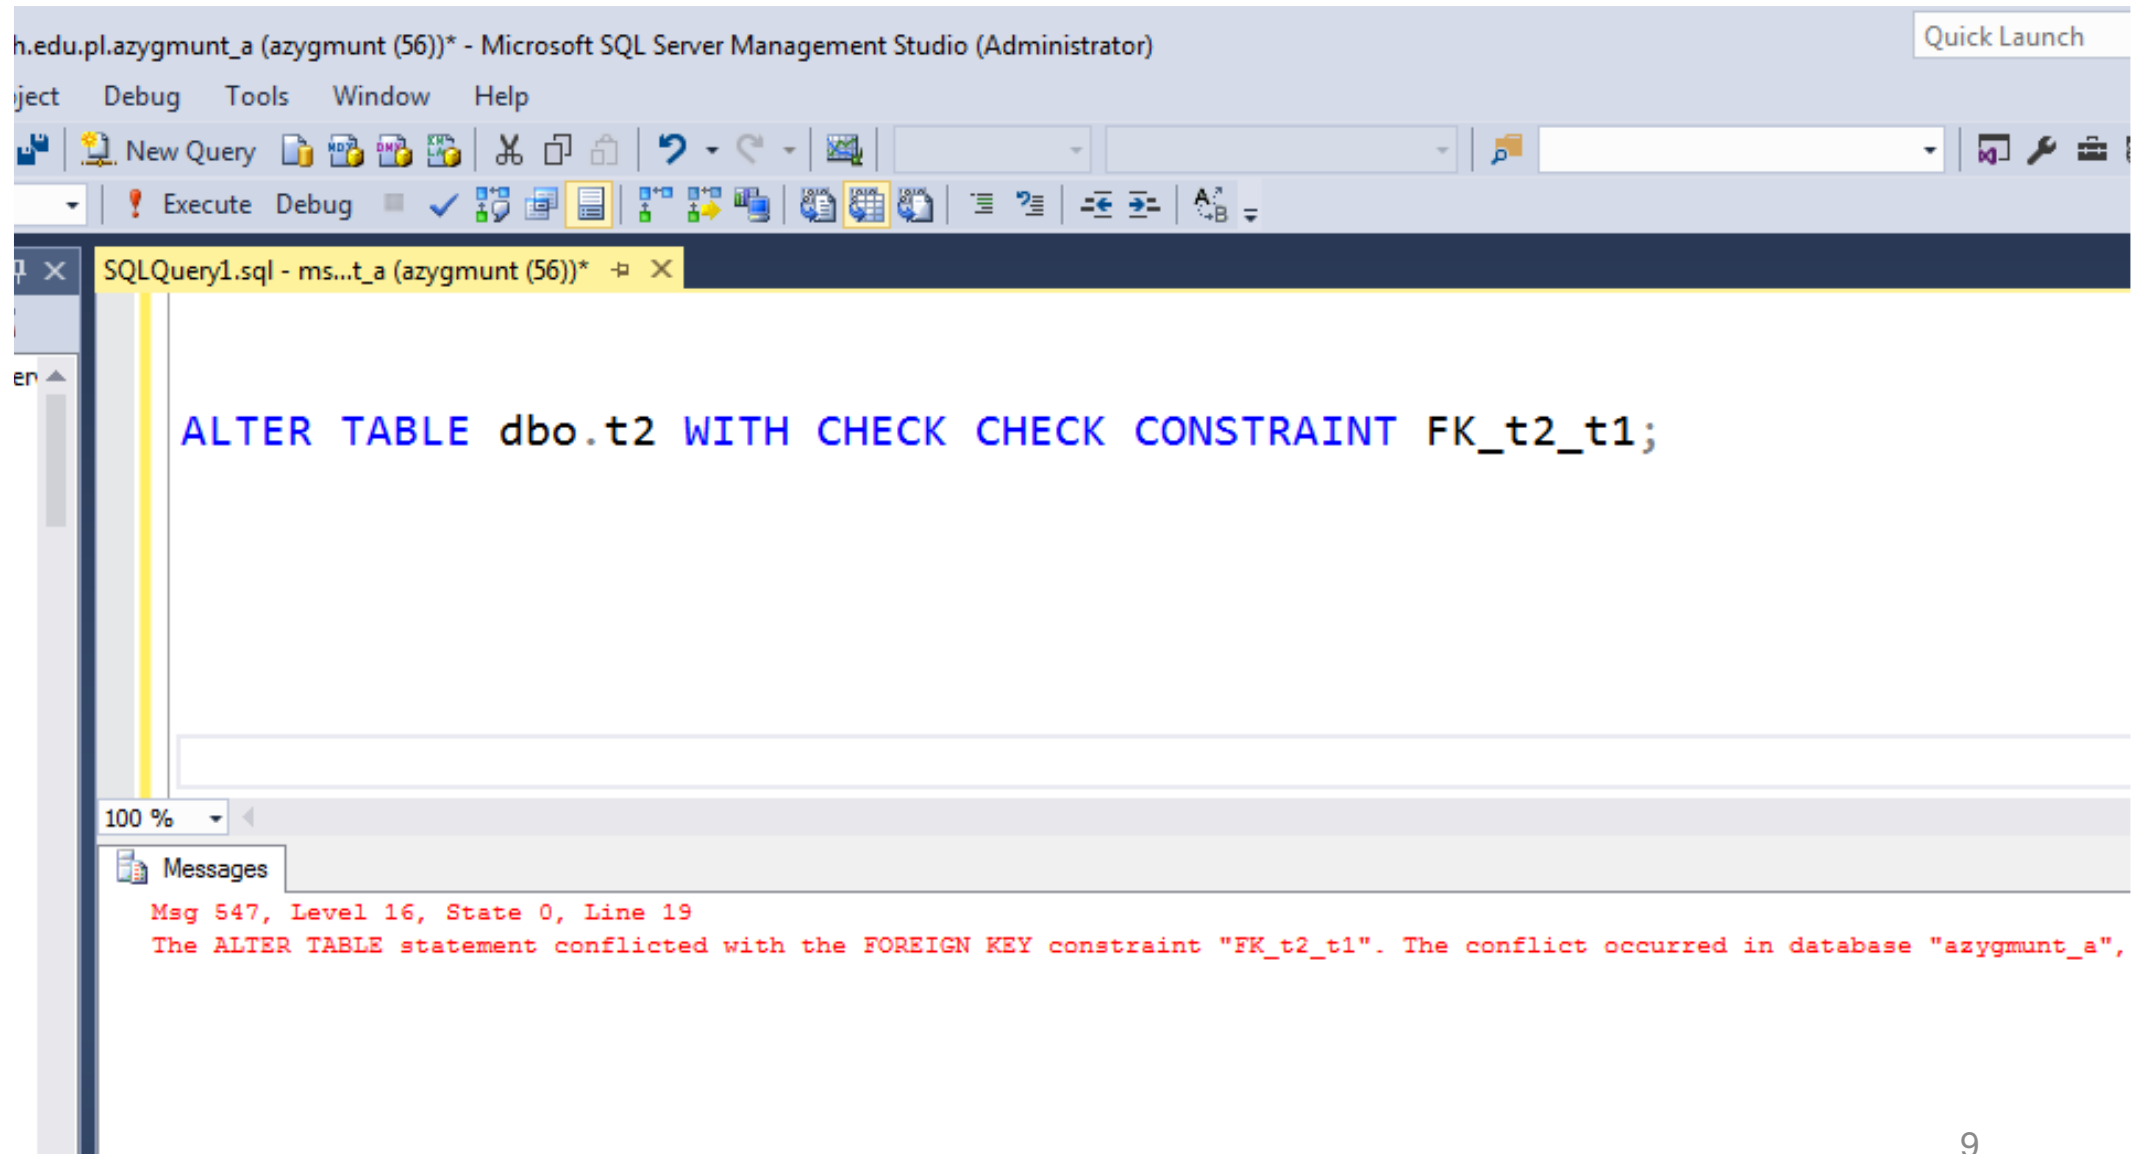 h.edu.pl.azygmunt_a (azygmunt (56))* - Microsoft SQL Server Management Studio (Administrator)
Quick Launch
ject Debug Tools Window Help
New Query
Execute Debug
SQLQuery1.sql - ms...t_a (azygmunt (56))*
er
ALTER TABLE dbo.t2 WITH CHECK CHECK CONSTRAINT FK_t2_t1;
100 %
Messages
Msg 547, Level 16, State 0, Line 19
The ALTER TABLE statement conflicted with the FOREIGN KEY constraint "FK_t2_t1". The conflict occurred in database "azygmunt_a",
9